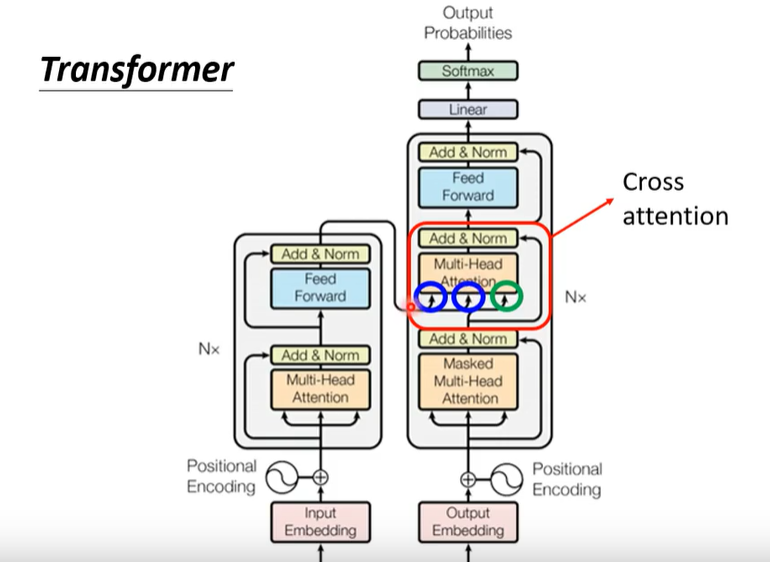 Transformer
Output
Probabilities
Softmax
Linear
Add & Norm
Feed
Forward
Add & Norm
Multi-Head
Attention
Nx
Add & Norm
Masked
Multi-Head
Attention
Positional
Encoding
Output
Embedding
Cross
attention
Add & Norm
Feed
Forward
Nx
Add & Norm
Multi-Head
Attention
Positional
Encoding
Input
Embedding